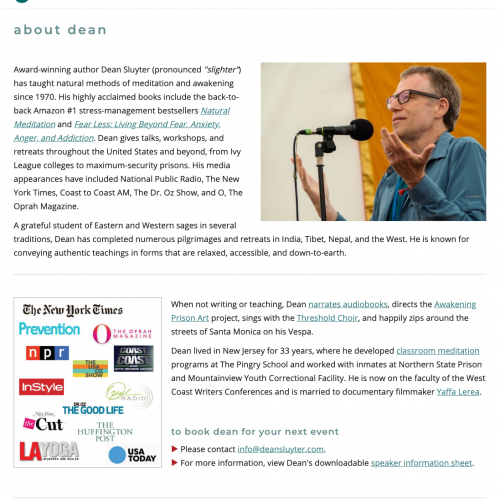 about dean
Award-winning author Dean Sluyter (pronounced "slighter")
has taught natural methods of meditation and awakening
since 1970. His highly acclaimed books include the back-to-
back Amazon #1 stress-management bestsellers Natural
Meditation and Fear Less: Living Beyond Fear, Anxiety,
Anger, and Addiction. Dean gives talks, workshops, and
retreats throughout the United States and beyond, from Ivy
League colleges to maximum-security prisons. His media
appearances have included National Public Radio, The New
York Times, Coast to Coast AM, The Dr. Oz Show, and O, The
Oprah Magazine.
A grateful student of Eastern and Western sages in several
traditions, Dean has completed numerous pilgrimages and retreats in India, Tibet, Nepal, and the West. He is known for
conveying authentic teachings in forms that are relaxed, accessible, and down-to-earth.
The New York Times
Prevention
O THE OPRAH
MAGAZINE
npr
THE DR OZ
SHOW
COAST
COAST
InStyle
RADIO
the Cut
DR. OZ
THE GOOD LIFE
THE
HUFFINGTON
POST
LA YOGA
USA
TODAY
When not writing or teaching, Dean narrates audiobooks, directs the Awakening
Prison Art project, sings with the Threshold Choir, and happily zips around the
streets of Santa Monica on his Vespa.
Dean lived in New Jersey for 33 years, where he developed classroom meditation
programs at The Pingry School and worked with inmates at Northern State Prison
and Mountainview Youth Correctional Facility. He is now on the faculty of the West
Coast Writers Conferences and is married to documentary filmmaker Yaffa Lerea.
to book dean for your next event
Please contact info@deansluyter.com.
For more information, view Dean's downloadable speaker information sheet.